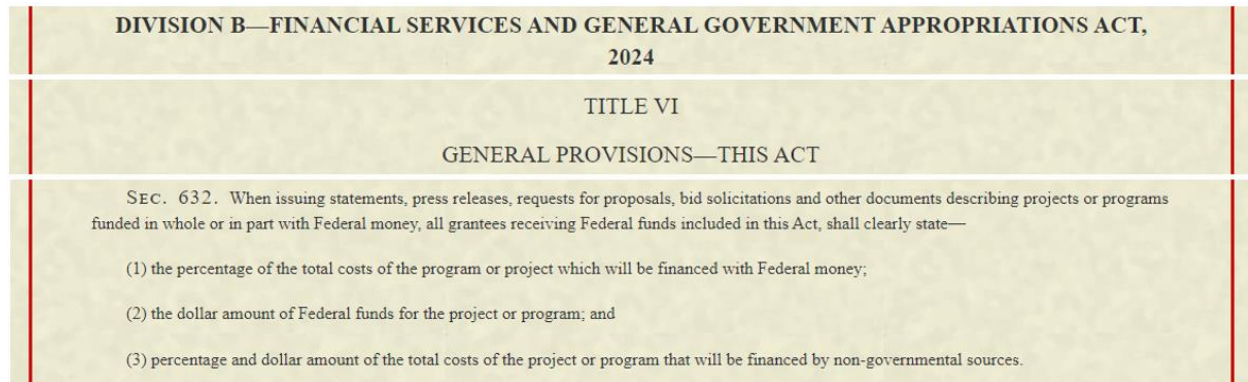 DIVISION B—FINANCIAL SERVICES AND GENERAL GOVERNMENT APPROPRIATIONS ACT,
2024
TITLE VI
GENERAL PROVISIONS—THIS ACT
SEC. 632. When issuing statements, press releases, requests for proposals, bid solicitations and other documents describing projects or programs
funded in whole or in part with Federal money, all grantees receiving Federal funds included in this Act, shall clearly state—
(1) the percentage of the total costs of the program or project which will be financed with Federal money;
(2) the dollar amount of Federal funds for the project or program; and
(3) percentage and dollar amount of the total costs of the project or program that will be financed by non-governmental sources.